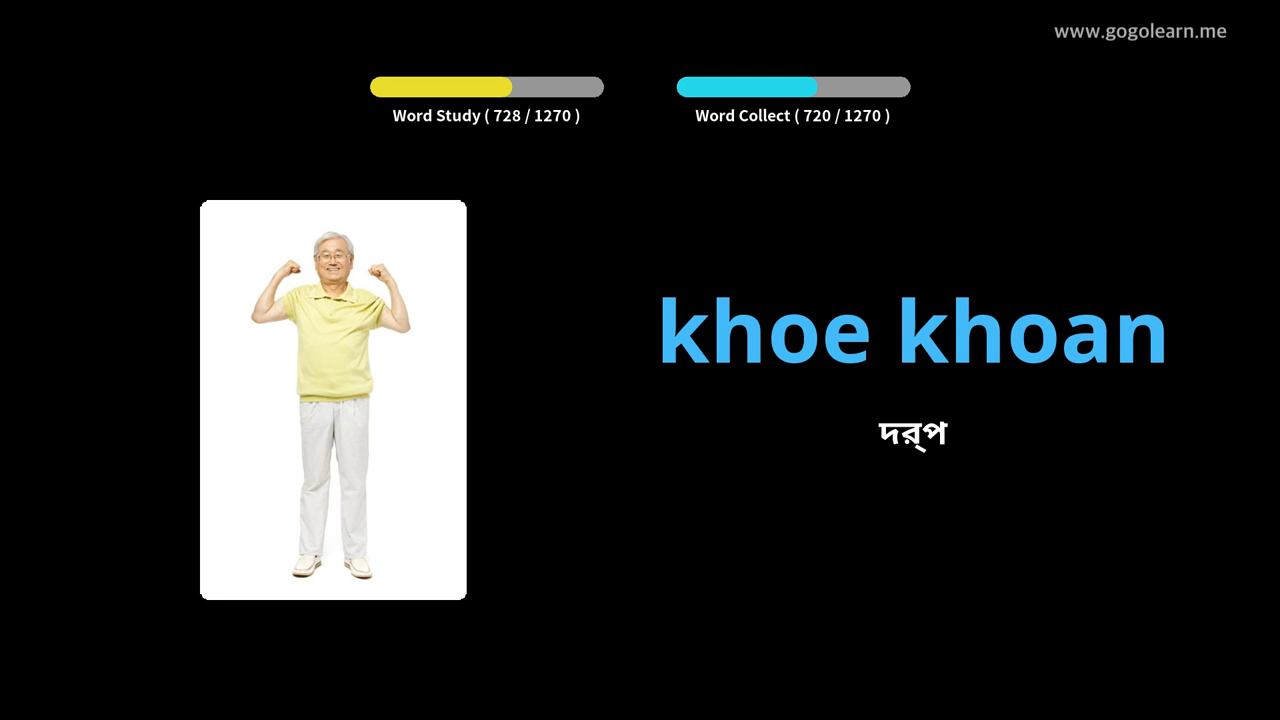 www.gogolearn.me
Word Study ( 728 / 1270 )
Word Collect ( 720 / 1270 )
khoe khoan
দর্প